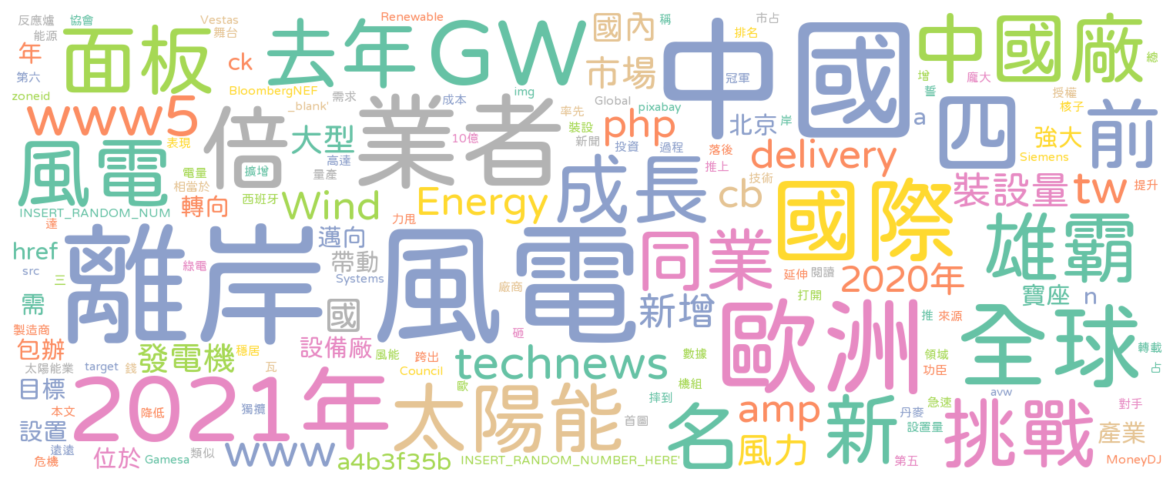 反應爐 協會 Renewable Vestas 舞台 國內 市占 排名 稱
能源 面板 去年 GW 中國 中國廠 總
年 ck 市場 冠軍 增 龐大
第六 BloombergNEF 需求 img 誓 授權
zoneid _blank' 成本 Global pixabay 核子
www5 倍 業者 率先 php 北京 岸 a 四 強大 前
表現 大型 10億 裝設 新聞 投資 過程 落後 delivery Siemens
風電 電量 擴增 高達 量產 成長 推上 技術 裝設量 tw 提升
相當於 西班牙 Wind Energy cb 國際
INSERT_RANDOM_NUM 轉向 力甩 達
離岸風電 邁向 同業 雄霸
href 綠電 帶動 Systems 延伸 閱讀 2020年
src 三 廠商 打開 寶座 n
需 國 新增 歐洲 全球
製造商 砸 推 來源
包辦 發電機 穩居 設備廠 風能 technews 數據 領域 轉載
太陽能業 target 錢 瓦 跨出 Council 功臣 占
目標 2021年 太陽能 歐 機組 avw
本文 降低 獨攬 摔到 amp 丹麥 急速 對手
設置 首圖 名 新 設置量 挑戰 產業
遠遠 www 風力
危機 位於 類似 Gamesa a4b3f35b INSERT_RANDOM_NUMBER_HERE' 第五 MoneyDJ